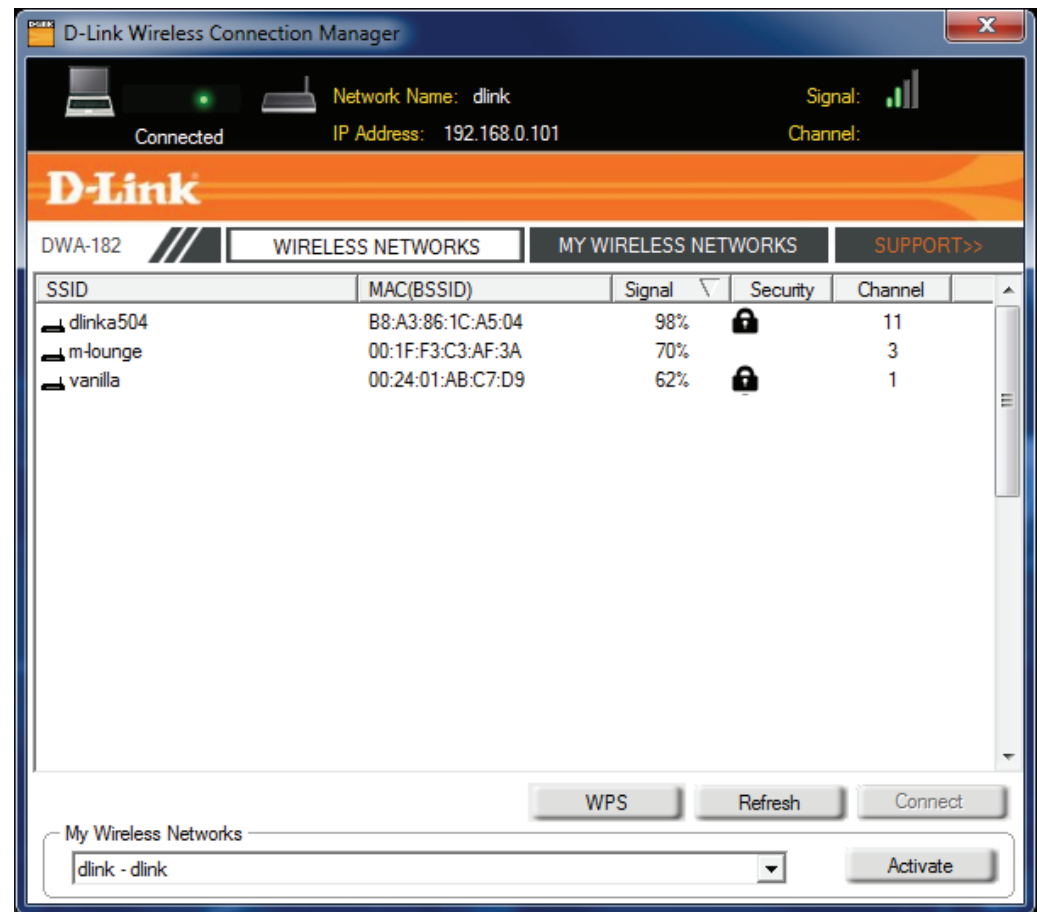 D-Link Wireless Connection Manager
Network Name: dlink Signal:
Connected IP Address: 192.168.0.101 Channel:
D-Link
DWA-182 WIRELESS NETWORKS MY WIRELESS NETWORKS SUPPORT>>
SSID MAC(BSSID) Signal Security Channel
dlinka504 B8:A3:86:1C:A5:04 98% 11
m-lounge 00:1F:F3:C3:AF:3A 70% 3
vanilla 00:24:01:AB:C7:D9 62% 1
WPS Refresh Connect
My Wireless Networks
dlink - dlink Activate